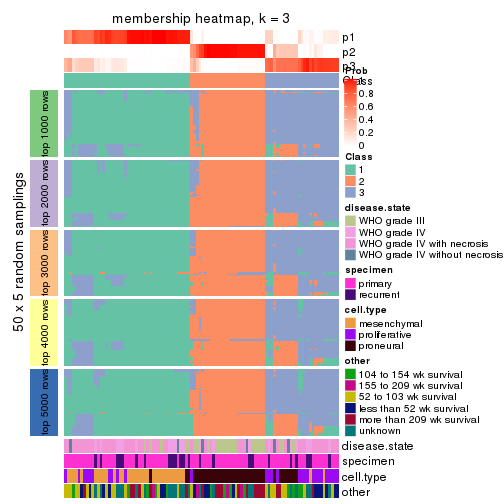 membership heatmap, k = 3
p1
p2
p3
Prob
Class
0.8
0.6
0.4
0.2
0
50 x 5 random samplings
top 1000 rows
top 2000 rows
top 3000 rows
top 4000 rows
top 5000 rows
Class
1
2
3
disease.state
WHO grade III
WHO grade IV
WHO grade IV with necrosis
WHO grade IV without necrosis
specimen
primary
recurrent
cell.type
mesenchymal
proliferative
proneural
other
104 to 154 wk survival
155 to 209 wk survival
52 to 103 wk survival
less than 52 wk survival
more than 209 wk survival
unknown
disease.state
specimen
cell.type
other